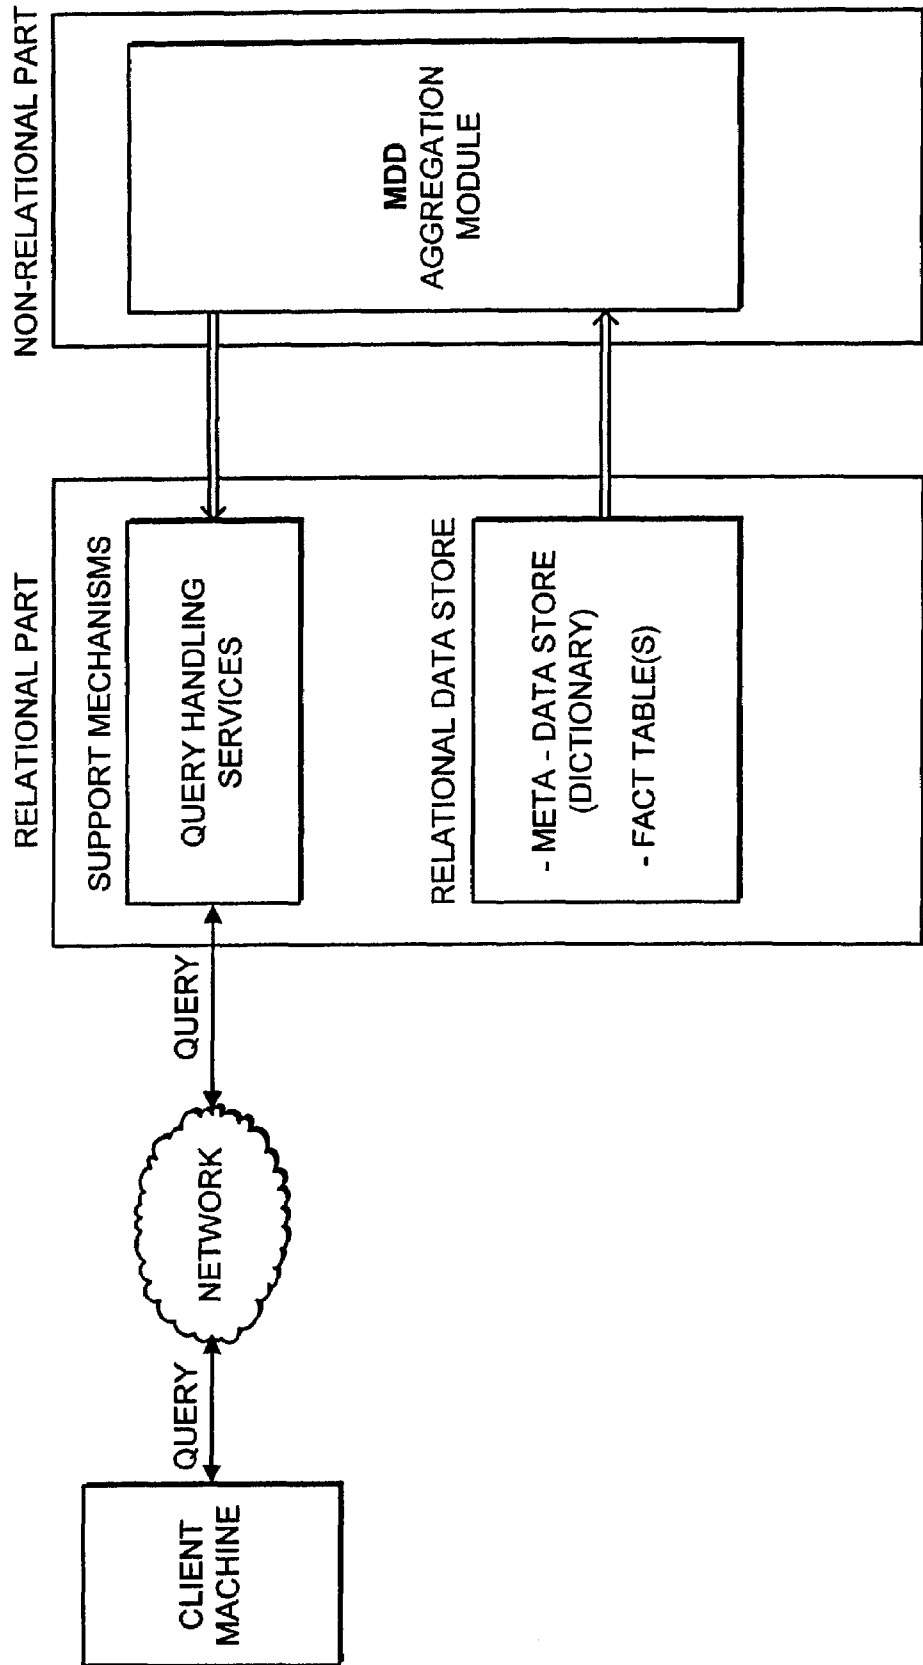 CLIENT
MACHINE
QUERY
NETWORK
QUERY
RELATIONAL PART
SUPPORT MECHANISMS
QUERY HANDLING
SERVICES
RELATIONAL DATA STORE
- META - DATA STORE
(DICTIONARY)
- FACT TABLE(S)
NON-RELATIONAL PART
MDD
AGGREGATION
MODULE